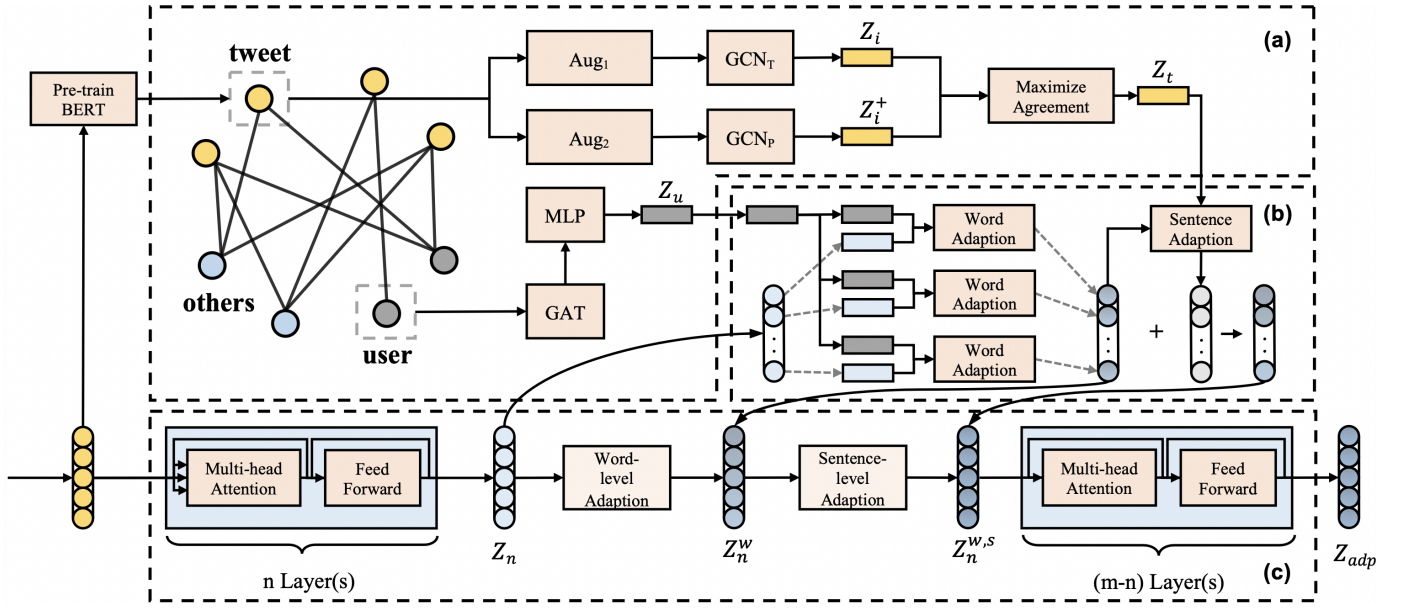 (a)
tweet
Pre-train
BERT
Aug1
GCNT
Zi
Aug2
GCNP
Zi+
Maximize
Agreement
Zt
others
user
MLP
GAT
Zu
(b)
Word
Adaption
Word
Adaption
Word
Adaption
Sentence
Adaption
+
Multi-head
Attention
Feed
Forward
n Layer(s)
Zn
Word-
level
Adaption
Znw
Sentence-
level
Adaption
Znw,s
Multi-head
Attention
Feed
Forward
(m-n) Layer(s)
(c)
Zadp